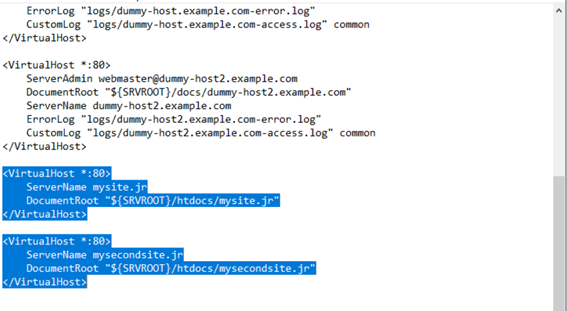 ErrorLog "logs/dummy-host.example.com-error.log"
CustomLog "logs/dummy-host.example.com-access.log" common
</VirtualHost>
<VirtualHost *:80>
ServerAdmin webmaster@dummy-host2.example.com
DocumentRoot "${SRVROOT}/docs/dummy-host2.example.com"
ServerName dummy-host2.example.com
ErrorLog "logs/dummy-host2.example.com-error.log"
CustomLog "logs/dummy-host2.example.com-access.log" common
</VirtualHost>
<VirtualHost *:80>
ServerName mysite.jr
DocumentRoot "${SRVROOT}/htdocs/mysite.jr"
</VirtualHost>
<VirtualHost *:80>
ServerName mysecondsite.jr
DocumentRoot "${SRVROOT}/htdocs/mysecondsite.jr"
</VirtualHost>